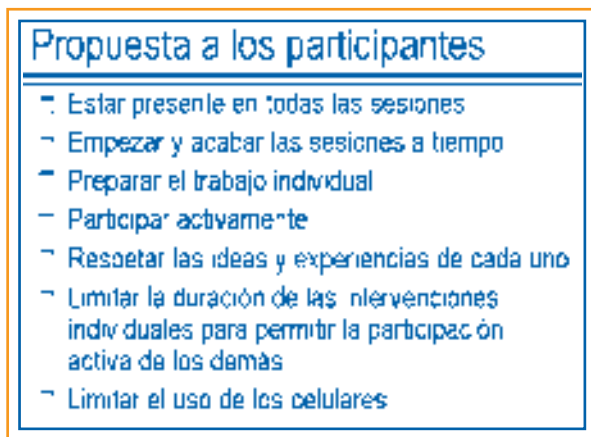 Propuesta a los participantes
- Estar presente en todas las sesiones
- Empezar y acabar las sesiones a tiempo
- Preparar el trabajo individual
- Participar activamente
- Respetar las ideas y experiencias de cada uno
- Limitar la duración de las intervenciones
individuales para permitir la participación
activa de los demás
- Limitar el uso de los celulares